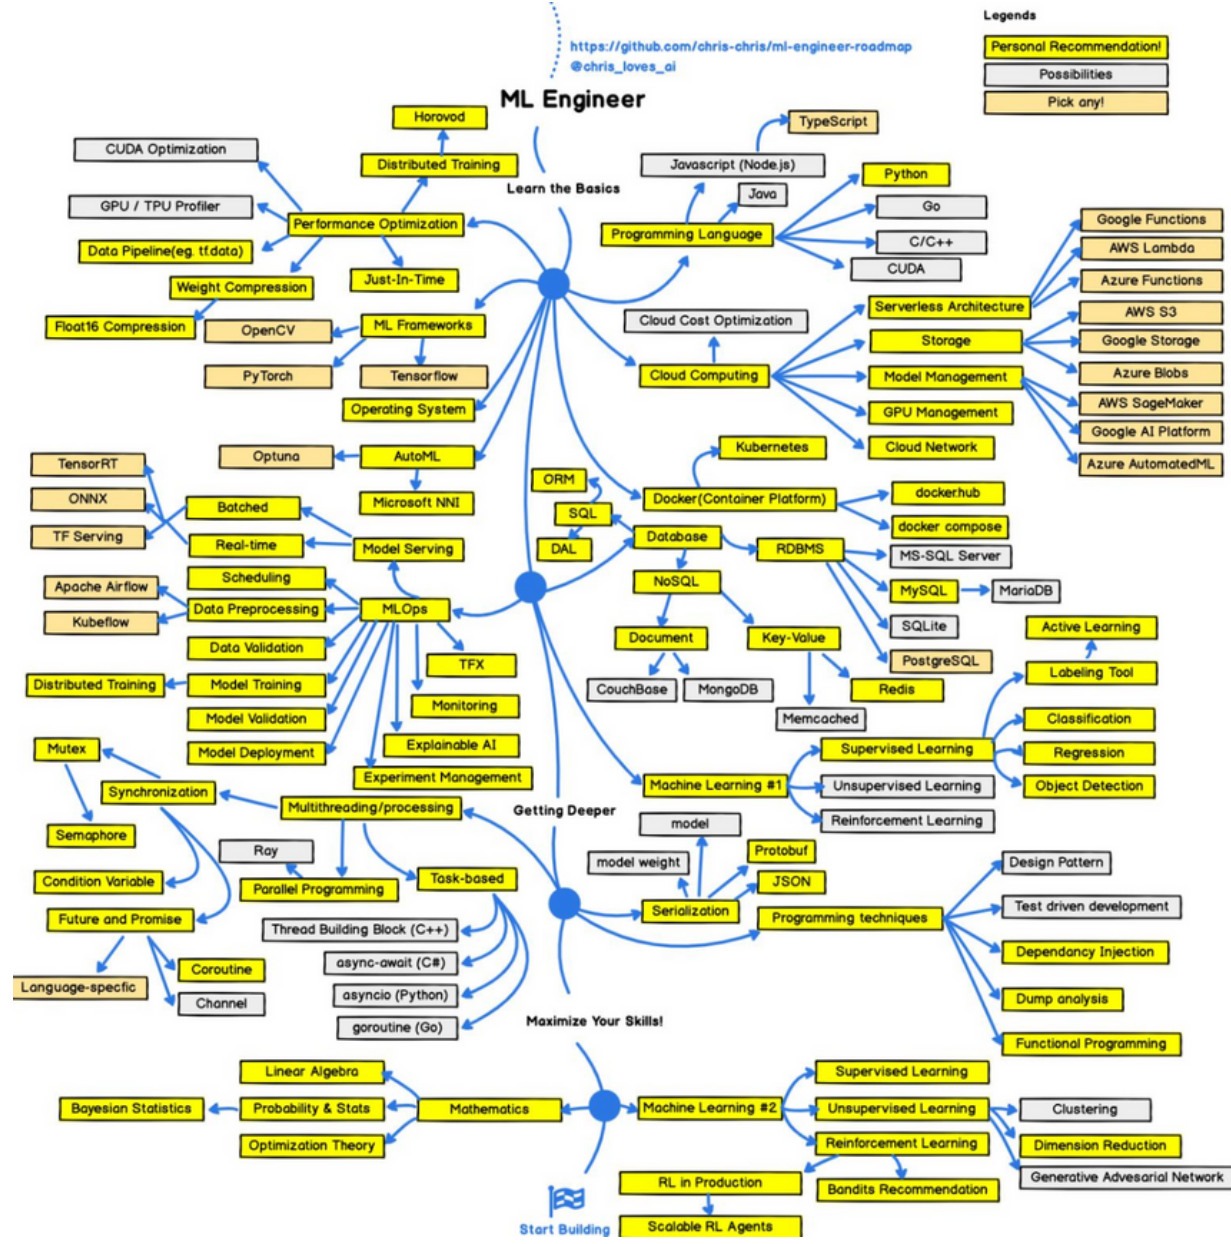 Legends
Personal Recommendation!
Possibilities
Pick any!
https://github.com/chris-chris/ml-engineer-roadmap
@chris_loves_ai
ML Engineer
Learn the Basics
Horovod
CUDA Optimization
Distributed Training
GPU / TPU Profiler
Performance Optimization
Data Pipeline(eg. tf.data)
Just-In-Time
Weight Compression
Float16 Compression
OpenCV
ML Frameworks
PyTorch
Tensorflow
Operating System
Optuna
AutoML
Microsoft NNI
TypeScript
Javascript (Node.js)
Java
Python
Go
Programming Language
C/C++
CUDA
Google Functions
AWS Lambda
Azure Functions
Serverless Architecture
Cloud Cost Optimization
AWS S3
Storage
Google Storage
Azure Blobs
Cloud Computing
Model Management
AWS SageMaker
GPU Management
Google AI Platform
Cloud Network
Azure AutomatedML
Kubernetes
Docker(Container Platform)
docker.hub
docker compose
TensorRT
ONNX
TF Serving
Batched
Real-time
Model Serving
Scheduling
Apache Airflow
Data Preprocessing
MLOps
Kubeflow
Data Validation
TFX
Distributed Training
Model Training
Monitoring
Model Validation
Model Deployment
Explainable AI
Experiment Management
ORM
SQL
DAL
Database
RDBMS
MS-SQL Server
NoSQL
MySQL
MariaDB
Document
Key-Value
SQLite
PostgreSQL
CouchBase
MongoDB
Redis
Memcached
Active Learning
Labeling Tool
Classification
Supervised Learning
Regression
Machine Learning #1
Unsupervised Learning
Object Detection
Reinforcement Learning
Getting Deeper
Mutex
Synchronization
Multithreading/processing
Semaphore
Ray
Condition Variable
Parallel Programming
Task-based
Future and Promise
Thread Building Block (C++)
async-await (C#)
Coroutine
Language-specfic
asyncio (Python)
Channel
goroutine (Go)
model
model weight
Protobuf
JSON
Serialization
Programming techniques
Design Pattern
Test driven development
Dependancy Injection
Dump analysis
Functional Programming
Maximize Your Skills!
Linear Algebra
Bayesian Statistics
Probability & Stats
Mathematics
Optimization Theory
Machine Learning #2
Supervised Learning
Unsupervised Learning
Clustering
Reinforcement Learning
Dimension Reduction
Generative Advesarial Network
RL in Production
Bandits Recommendation
Scalable RL Agents
Start Building